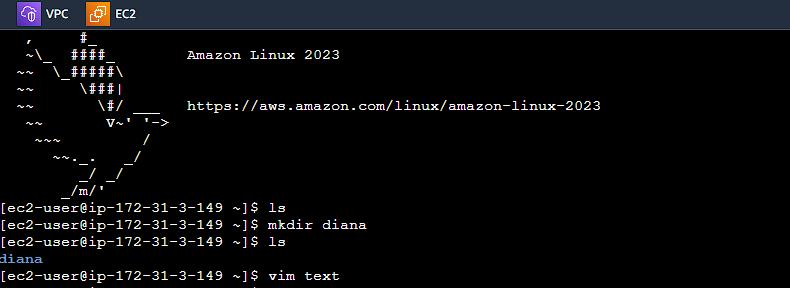 VPC EC2
   ,     #_
   ~\_  ####_        Amazon Linux 2023
  ~~  \_#####\
  ~~     \###|
  ~~       \#/ ___   https://aws.amazon.com/linux/amazon-linux-2023
   ~~       V~' '->
    ~~~         /
      ~~._.   _/
         _/ _/
       _/m/'
[ec2-user@ip-172-31-3-149 ~]$ ls
[ec2-user@ip-172-31-3-149 ~]$ mkdir diana
[ec2-user@ip-172-31-3-149 ~]$ ls
diana
[ec2-user@ip-172-31-3-149 ~]$ vim text